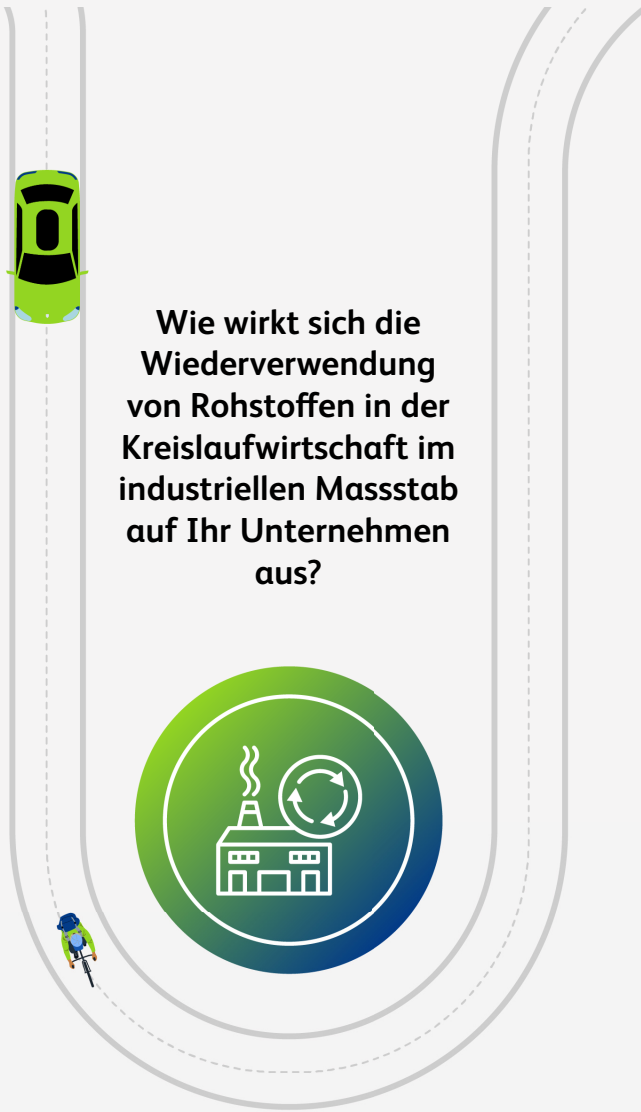 Wie wirkt sich die
Wiederverwendung
von Rohstoffen in der
Kreislaufwirtschaft im
industriellen Massstab
auf Ihr Unternehmen
aus?